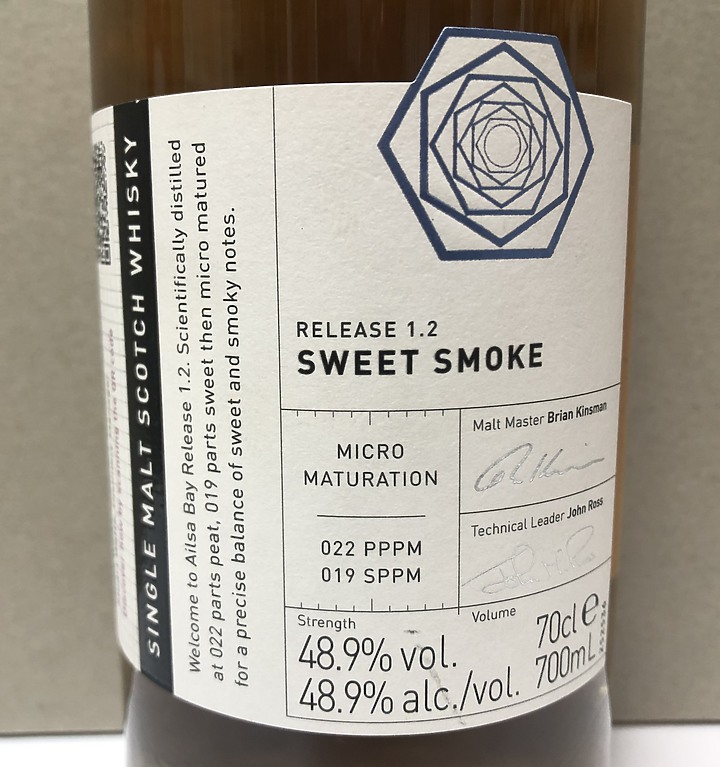 SINGLE MALT SCOTCH WHISKY
Welcome to Ailsa Bay Release 1.2. Scientifically distilled
at 022 parts peat, 019 parts sweet then micro matured
for a precise balance of sweet and smoky notes.
RELEASE 1.2
SWEET SMOKE
MICRO
MATURATION
022 PPPM
019 SPPM
Malt Master Brian Kinsman
Technical Leader John Ross
Strength
48.9% vol.
48.9% alc./vol.
Volume
70cl e
700mL